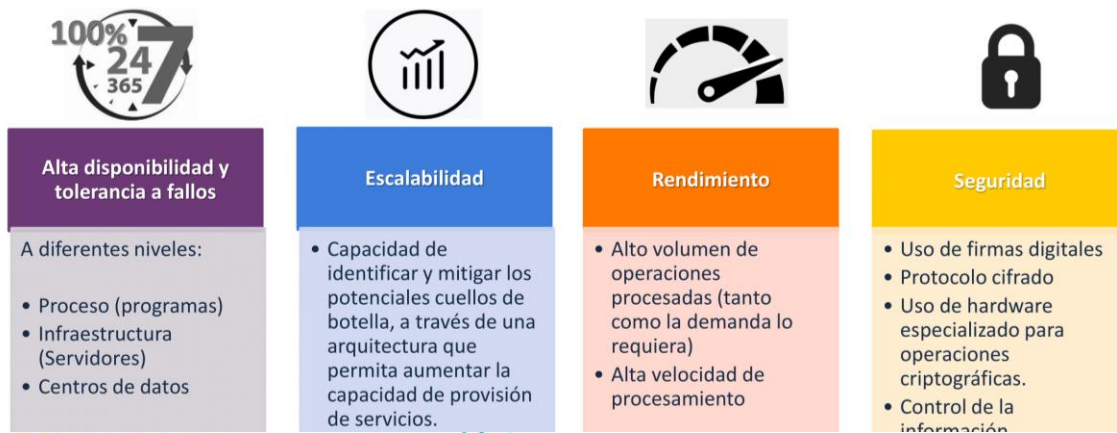 100%
24
7
365
Alta disponibilidad y
tolerancia a fallos
A diferentes niveles:
• Proceso (programas)
• Infraestructura
(Servidores)
• Centros de datos
Escalabilidad
• Capacidad de
identificar y mitigar los
potenciales cuellos de
botella, a través de una
arquitectura que
permita aumentar la
capacidad de provisión
de servicios.
Rendimiento
• Alto volumen de
operaciones
procesadas (tanto
como la demanda lo
requiera)
• Alta velocidad de
procesamiento
Seguridad
• Uso de firmas digitales
• Protocolo cifrado
• Uso de hardware
especializado para
operaciones
criptográficas.
• Control de la
información